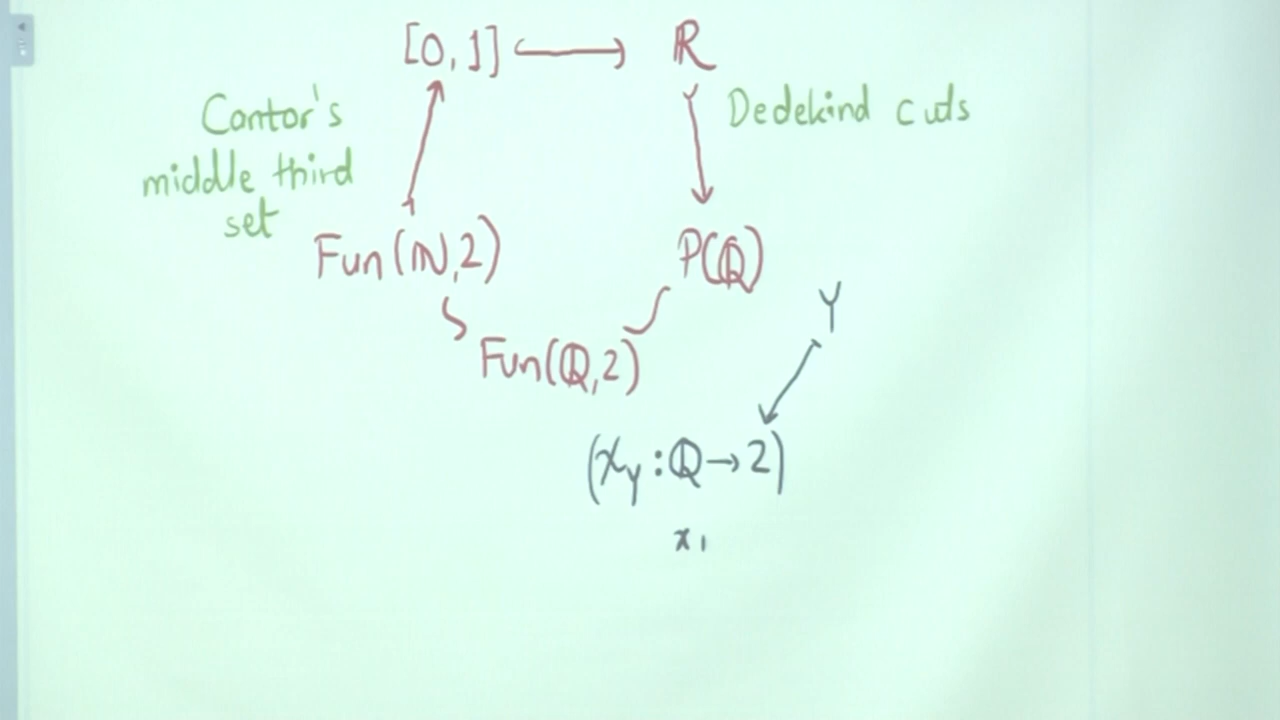 [0,1] ↪ ℝ
Cantor's
middle third
set
Dedekind cuts
Fun(ℕ,2)
P(ℚ)
Fun(ℚ,2)
Y
(χ_Y : ℚ → 2)
x ı